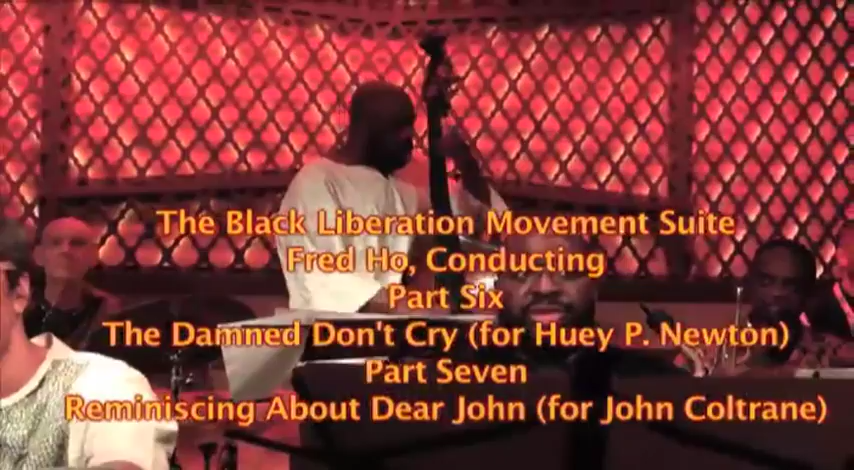 The Black Liberation Movement Suite
Fred Ho, Conducting
Part Six
The Damned Don't Cry (for Huey P. Newton)
Part Seven
Reminiscing About Dear John (for John Coltrane)